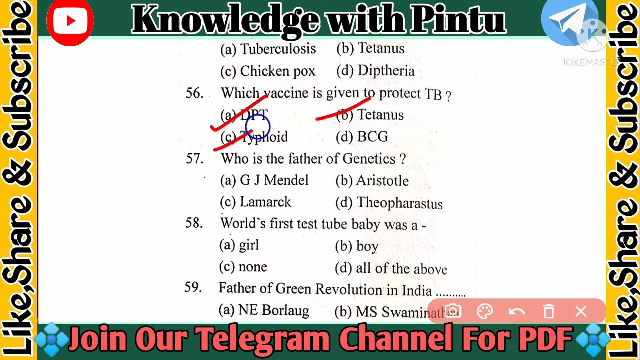 Knowledge with Pintu
(a) Tuberculosis (b) Tetanus
(c) Chicken pox (d) Diptheria
KINEMASTER
56. Which vaccine is given to protect TB ?
(a) DPT (b) Tetanus
(c) Typhoid (d) BCG
57. Who is the father of Genetics ?
(a) G J Mendel (b) Aristotle
(c) Lamarck (d) Theopharastus
58. World's first test tube baby was a -
(a) girl (b) boy
(c) none (d) all of the above
59. Father of Green Revolution in India ..........
(a) NE Borlaug (b) MS Swaminath
Join Our Telegram Channel For PDF
Like,Share & Subscribe
Like,Share & Subscribe